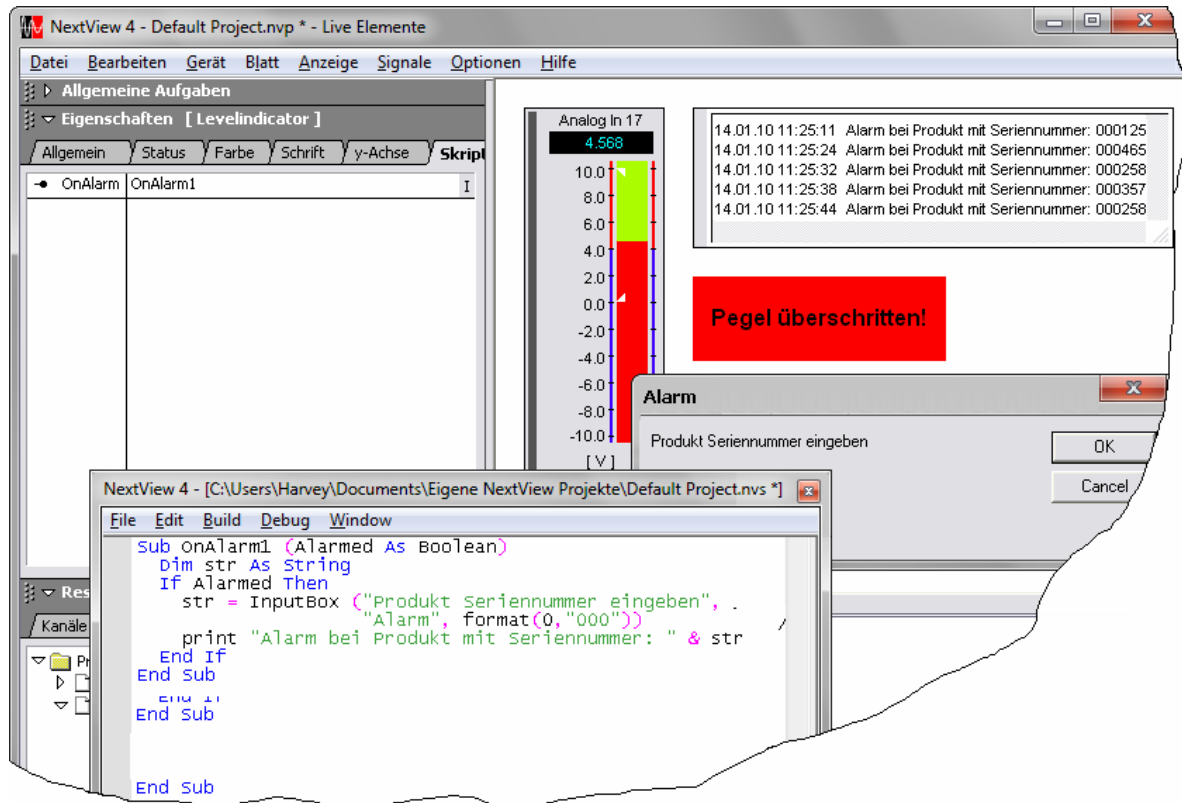 NextView 4 - Default Project.nvp * - Live Elemente
Datei Bearbeiten Gerät Blatt Anzeige Signale Optionen Hilfe
Allgemeine Aufgaben
Eigenschaften [ Levelindicator ]
Allgemein Status Farbe Schrift y-Achse Skript
OnAlarm OnAlarm1
Analog In 17
4.568
10.0
8.0
6.0
4.0
2.0
0.0
-2.0
-4.0
-6.0
-8.0
-10.0
[ V ]
14.01.10 11:25:11 Alarm bei Produkt mit Seriennummer: 000125
14.01.10 11:25:24 Alarm bei Produkt mit Seriennummer: 000465
14.01.10 11:25:32 Alarm bei Produkt mit Seriennummer: 000258
14.01.10 11:25:38 Alarm bei Produkt mit Seriennummer: 000357
14.01.10 11:25:44 Alarm bei Produkt mit Seriennummer: 000258
Pegel überschritten!
Alarm
Produkt Seriennummer eingeben
OK
Cancel
NextView 4 - [C:\Users\Harvey\Documents\Eigene NextView Projekte\Default Project.nvs *]
File Edit Build Debug Window
Sub OnAlarm1 (Alarmed As Boolean)
Dim str As String
If Alarmed Then
str = InputBox ("Produkt Seriennummer eingeben", _
"Alarm", format(0,"000"))
print "Alarm bei Produkt mit Seriennummer: " & str
End If
End Sub
End If
End Sub
End Sub
Res
Kanäle
Pr